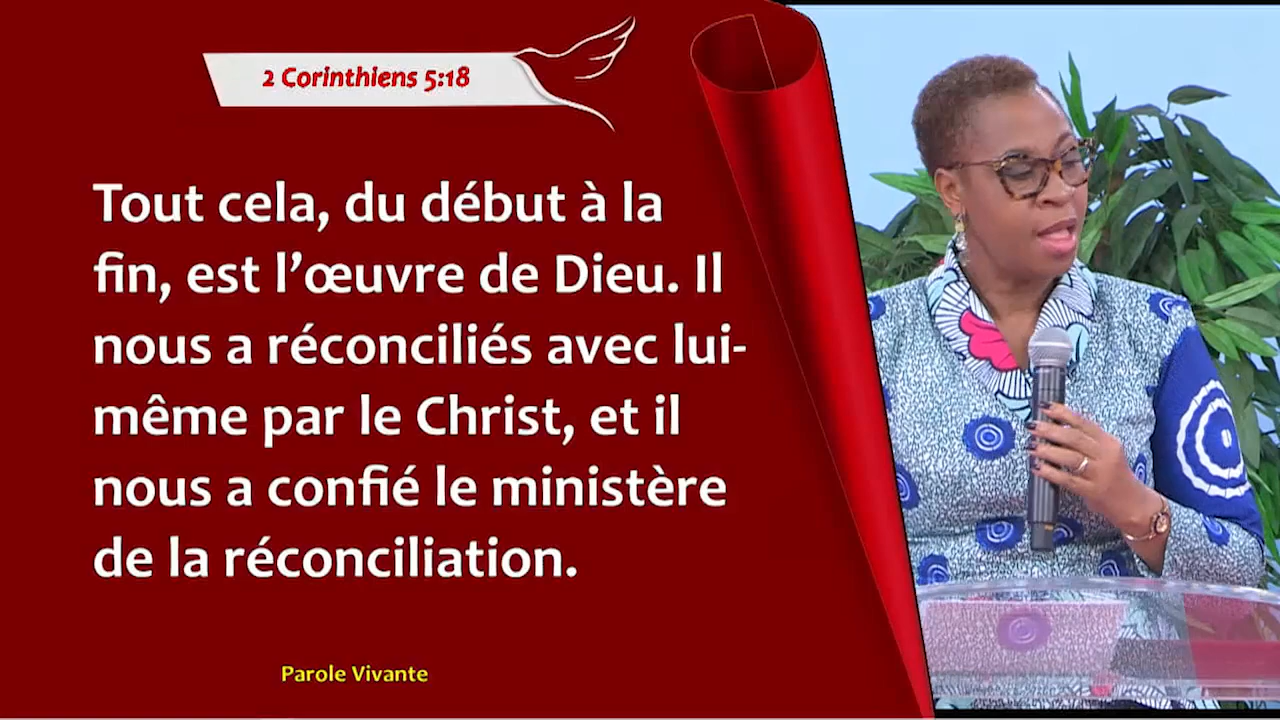 2 Corinthiens 5:18
Tout cela, du début à la
fin, est l’œuvre de Dieu. Il
nous a réconciliés avec lui-
même par le Christ, et il
nous a confié le ministère
de la réconciliation.
Parole Vivante